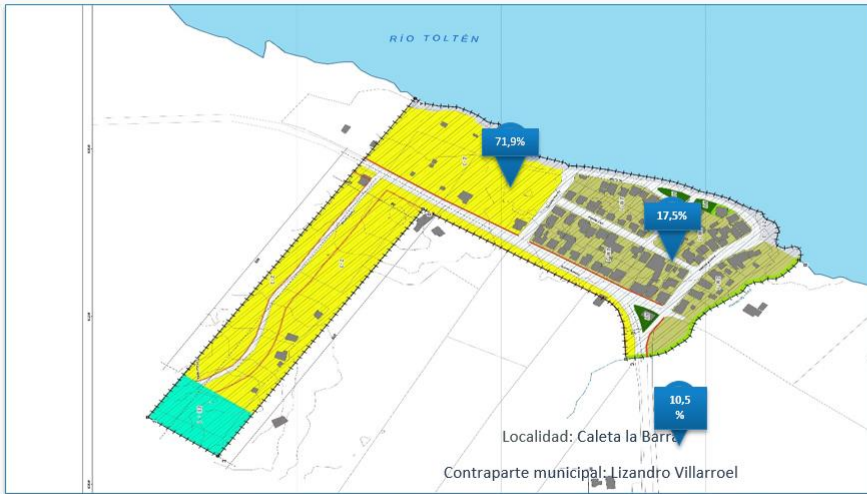 RÍO TOLTÉN
71,9%
17,5%
10,5
%
Localidad: Caleta la Barra
Contraparte municipal: Lizandro Villarroel